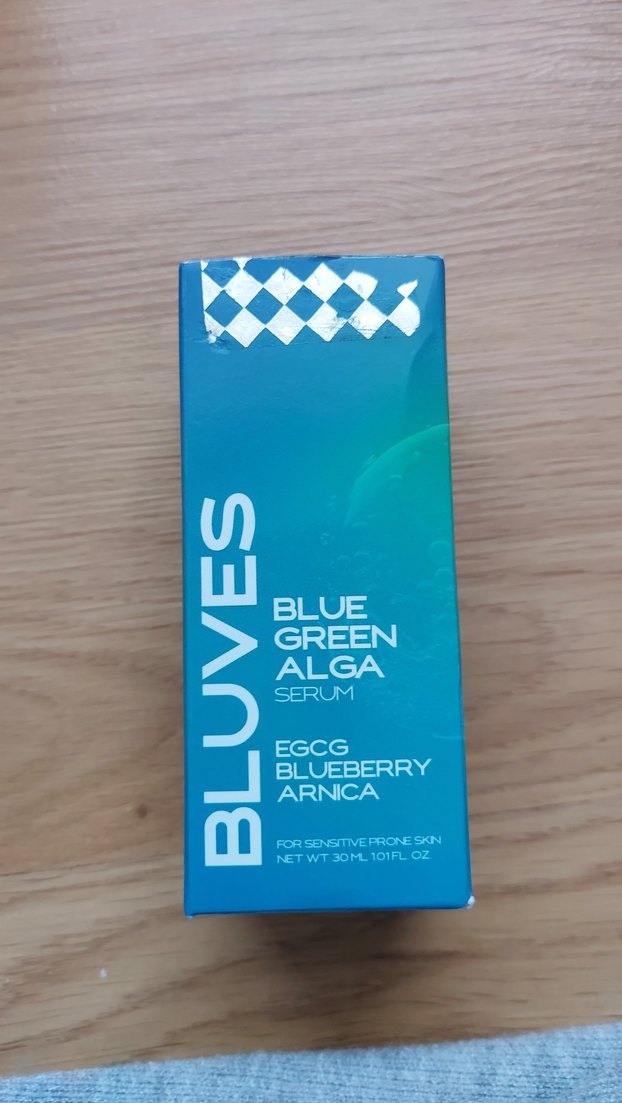 BLUVES
BLUE
GREEN
ALGA
SERUM
EGCG
BLUEBERRY
ARNICA
FOR SENSITIVE PRONE SKIN
NET WT 30 ML 1.01 FL. OZ